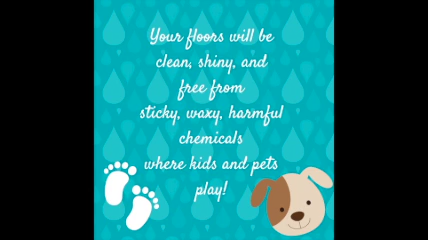 Your floors will be
clean, shiny, and
free from
sticky, waxy, harmful
chemicals
where kids and pets
play!